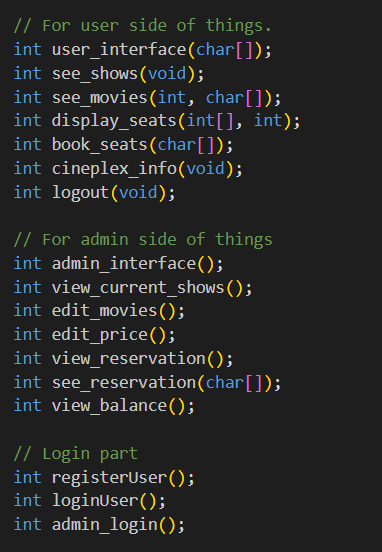 // For user side of things.
int user_interface(char[]);
int see_shows(void);
int see_movies(int, char[]);
int display_seats(int[], int);
int book_seats(char[]);
int cineplex_info(void);
int logout(void);
// For admin side of things
int admin_interface();
int view_current_shows();
int edit_movies();
int edit_price();
int view_reservation();
int see_reservation(char[]);
int view_balance();
// Login part
int registerUser();
int loginUser();
int admin_login();